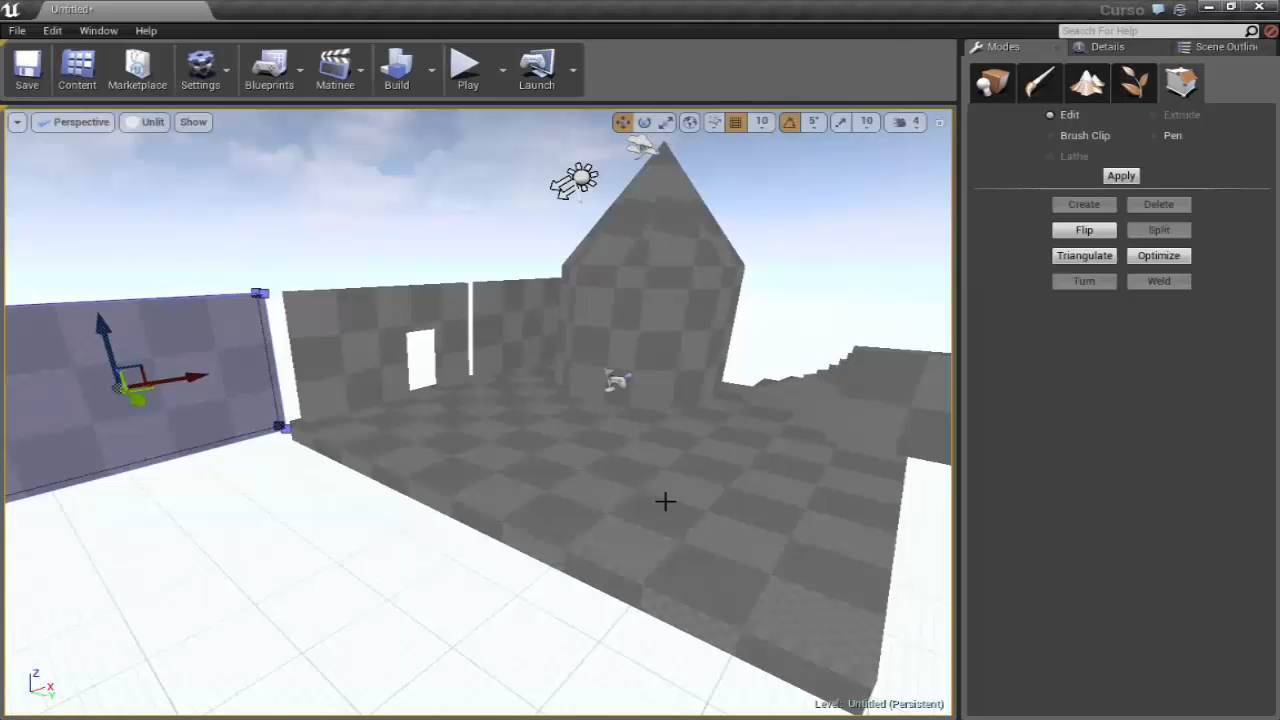 Untitled*
Curso
File Edit Window Help
Search For Help
Save Content Marketplace Settings Blueprints Matinee Build Play Launch
Modes Details Scene Outlin
Perspective Unlit Show
10 5° 10 4
Edit Extrude
Brush Clip Pen
Lathe
Apply
Create Delete
Flip Split
Triangulate Optimize
Turn Weld
Z
X
Y
Level: Untitled (Persistent)